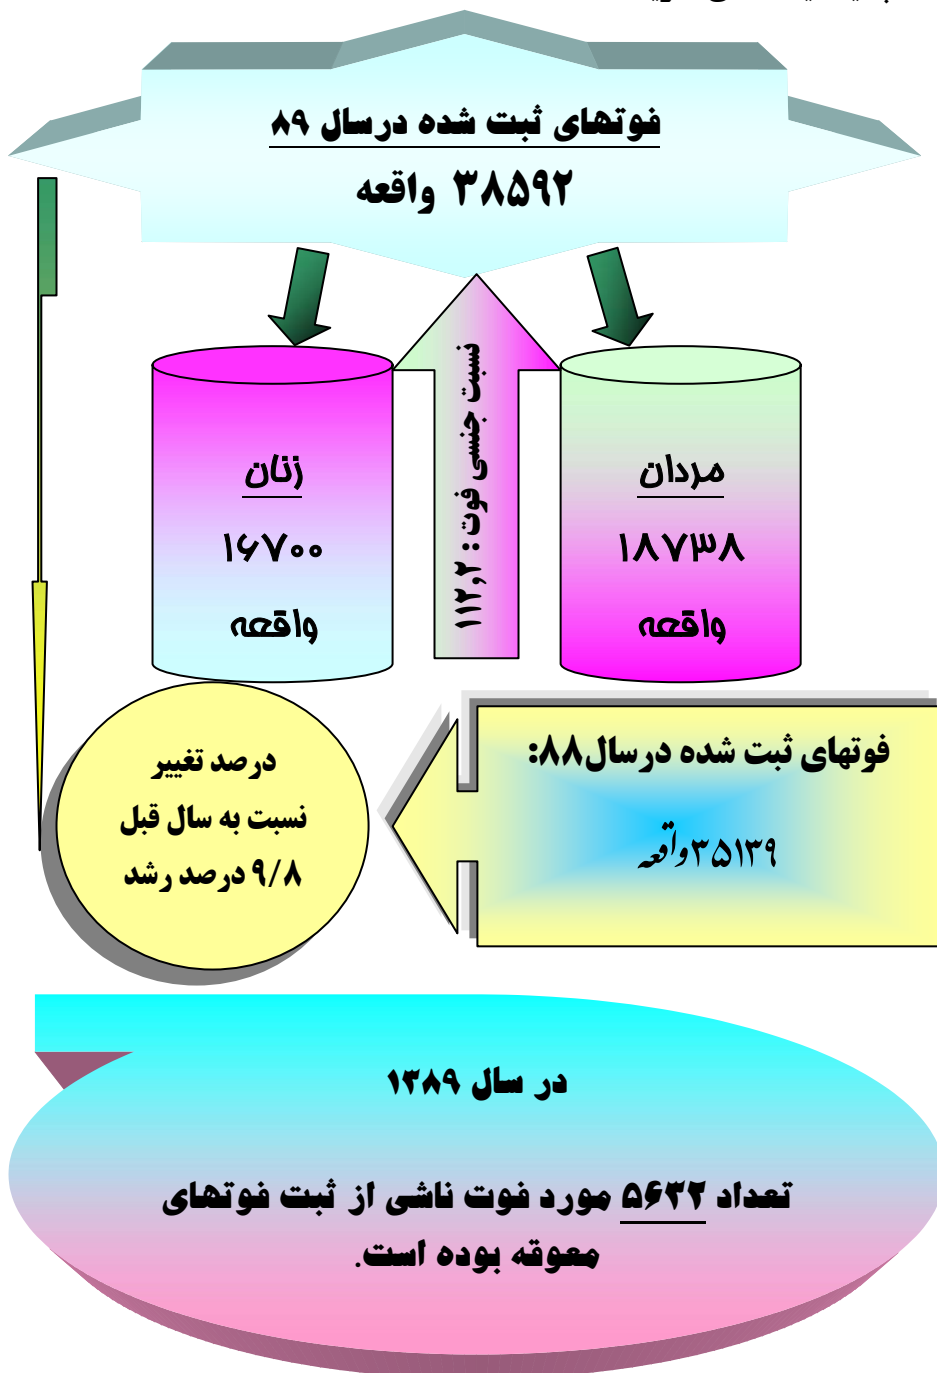 فوتهای ثبت شده درسال ۸۹
۳۸۵۹۲ واقعه
مردان
۱۸۷۳۸
واقعه
نسبت جنسی فوت : ۱۱۲,۲
زنان
۱۶۷۰۰
واقعه
فوتهای ثبت شده درسال۸۸:
۳۵۱۳۹واقعه
درصد تغییر
نسبت به سال قبل
۹/۸ درصد رشد
در سال ۱۳۸۹
تعداد ۵۶۳۲ مورد فوت ناشی از ثبت فوتهای
معوقه بوده است.